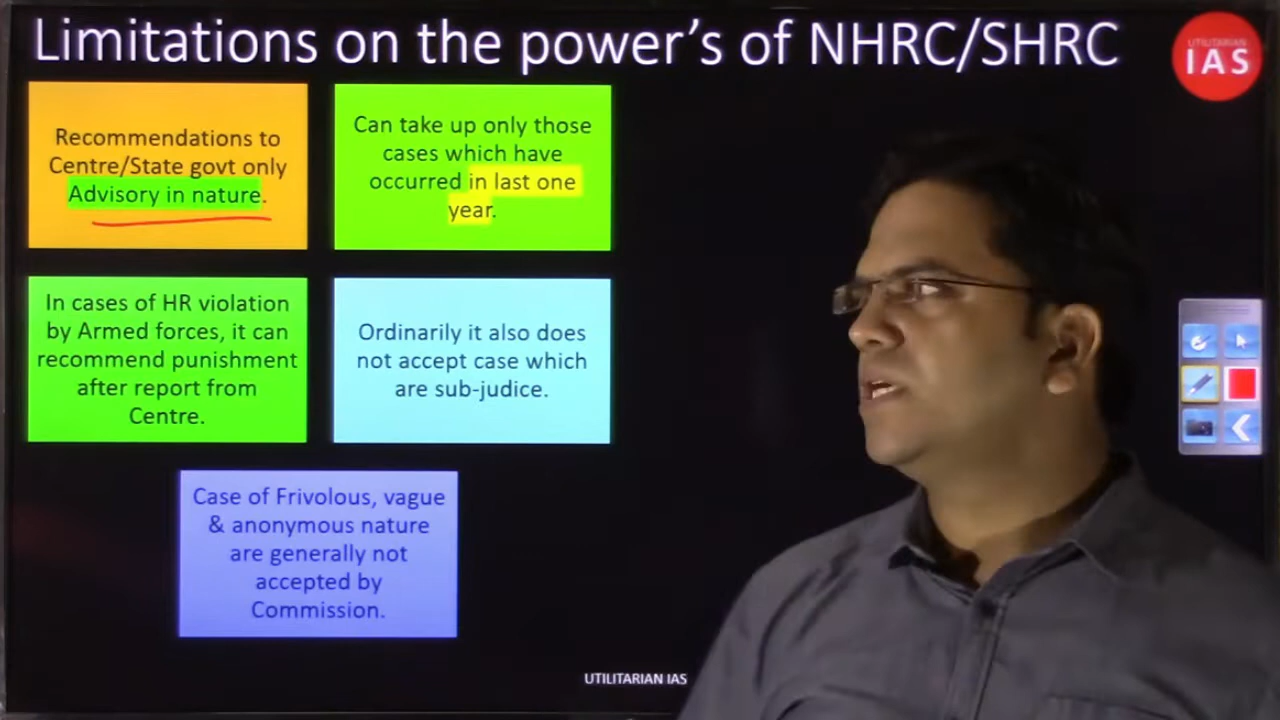 Limitations on the power's of NHRC/SHRC
UTILITARIAN
IAS
Recommendations to
Centre/State govt only
Advisory in nature.
Can take up only those
cases which have
occurred in last one
year.
In cases of HR violation
by Armed forces, it can
recommend punishment
after report from
Centre.
Ordinarily it also does
not accept case which
are sub-judice.
Case of Frivolous, vague
& anonymous nature
are generally not
accepted by
Commission.
UTILITARIAN IAS